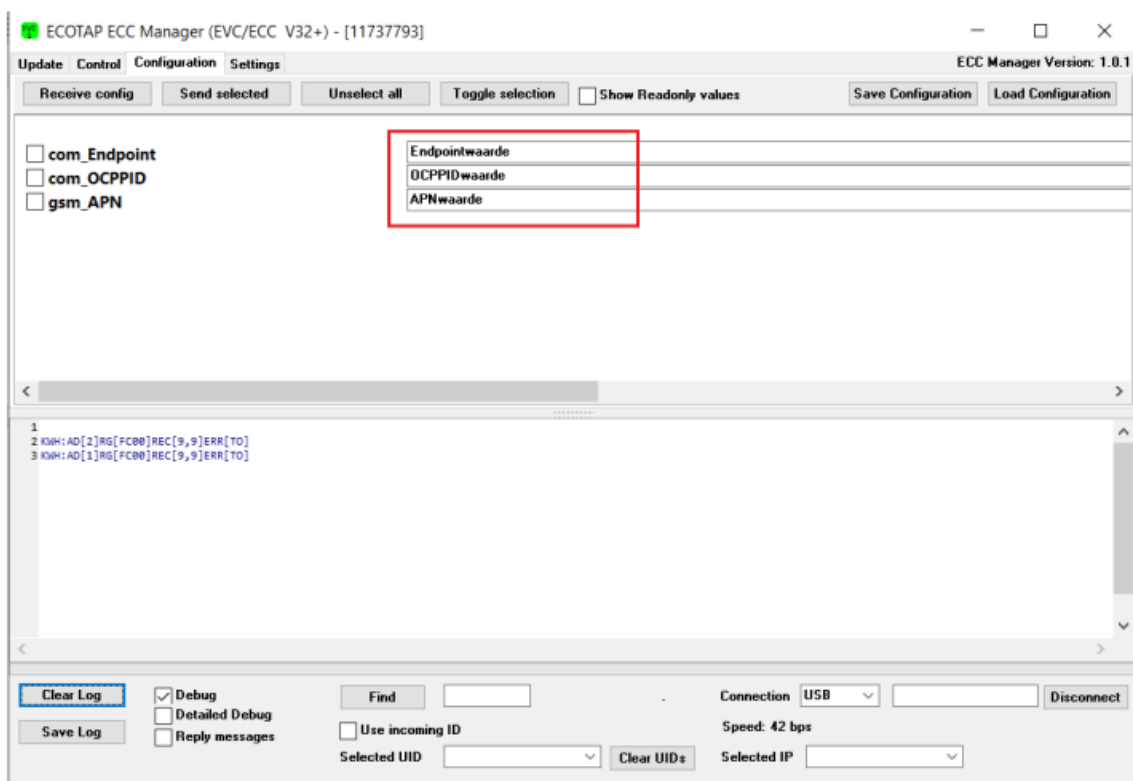 ECOTAP ECC Manager (EVC/ECC V32+) - [11737793]
Update Control Configuration Settings ECC Manager Version: 1.0.1
Receive config Send selected Unselect all Toggle selection Show Readonly values Save Configuration Load Configuration
com_Endpoint Endpointwaarde
com_OCPPID OCPPIDwaarde
gsm_APN APNwaarde
1
2 KWH:AD[2]RG[FC00]REC[9,9]ERR[TO]
3 KWH:AD[1]RG[FC00]REC[9,9]ERR[TO]
Clear Log Debug Find - Connection USB Disconnect
Detailed Debug
Save Log Reply messages Use incoming ID Speed: 42 bps
Selected UID Clear UIDs Selected IP